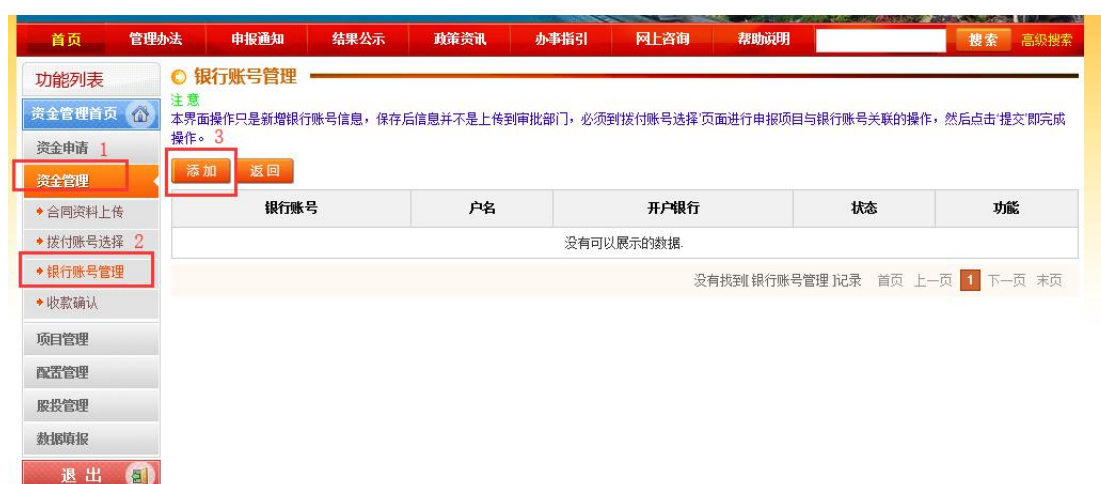 首页 管理办法 申报通知 结果公示 政策资讯 办事指引 网上咨询 帮助说明 搜索 高级搜索
功能列表
资金管理首页
资金申请 1
资金管理
合同资料上传
拨付账号选择 2
银行账号管理
收款确认
项目管理
配置管理
股投管理
数据填报
退出
银行账号管理
注意
本界面操作只是新增银行账号信息，保存后信息并不是上传到审批部门，必须到'拨付账号选择'页面进行申报项目与银行账号关联的操作，然后点击'提交'即完成
操作。 3
添加 返回
银行账号 户名 开户银行 状态 功能
没有可以展示的数据.
没有找到[银行账号管理]记录 首页 上一页 1 下一页 末页